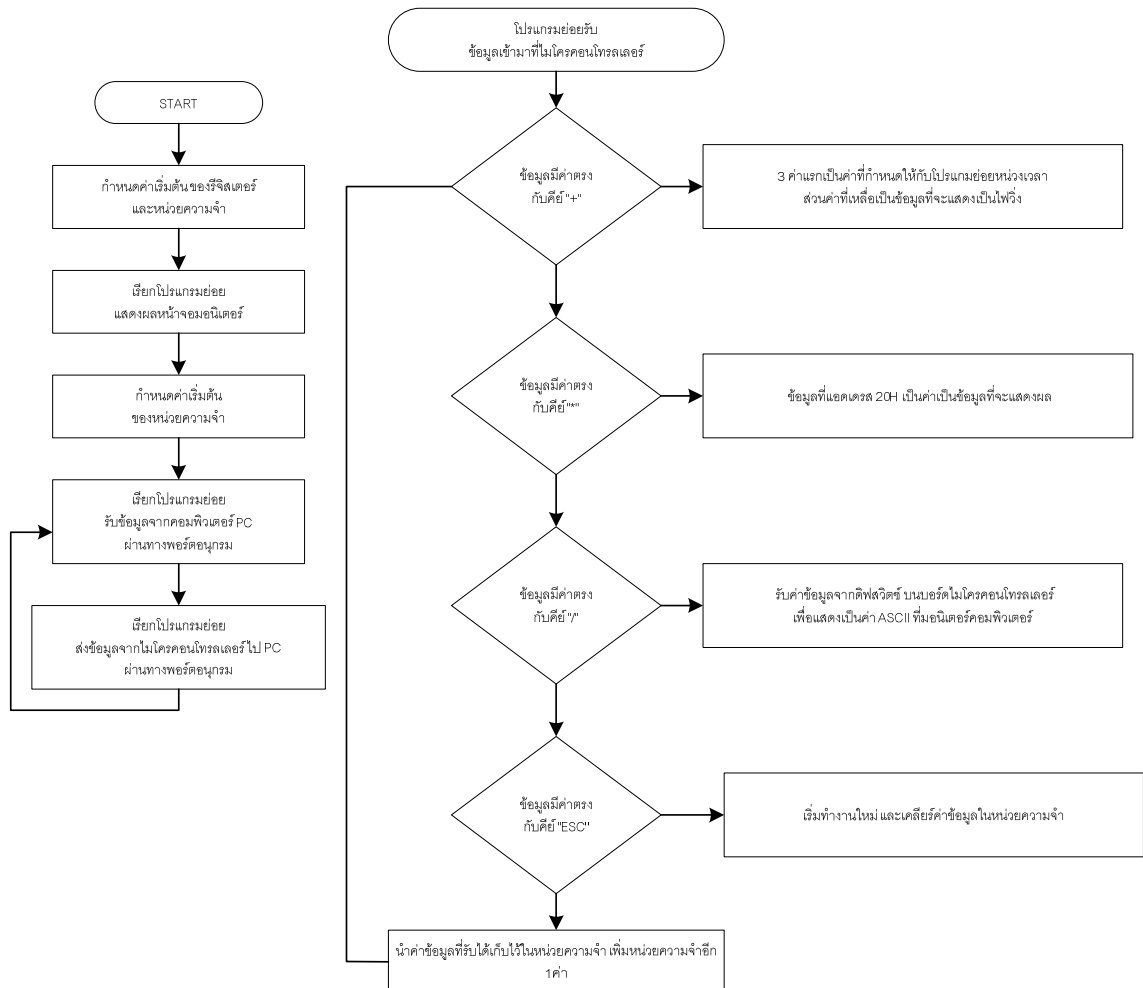 START
กำหนดค่าเริ่มต้น ของรีจิสเตอร์
และหน่วยความจำ
เรียกโปรแกรมย่อย
แสดงผลหน้าจอมอนิเตอร์
กำหนดค่าเริ่มต้น
ของหน่วยความจำ
เรียกโปรแกรมย่อย
รับข้อมูลจากคอมพิวเตอร์ PC
ผ่านทางพอร์ตอนุกรม
เรียกโปรแกรมย่อย
ส่งข้อมูลจากไมโครคอนโทรลเลอร์ ไป PC
ผ่านทางพอร์ตอนุกรม
โปรแกรมย่อยรับ
ข้อมูลเข้ามาที่ไมโครคอนโทรลเลอร์
ข้อมูลมีค่าตรง
กับคีย์ "+"
3 ค่าแรกเป็นค่าที่กำหนดให้กับโปรแกมย่อยหน่วงเวลา
ส่วนค่าที่เหลือเป็นข้อมูลที่จะแสดงเป็นไฟวิ่ง
ข้อมูลมีค่าตรง
กับคีย์ "*"
ข้อมูลที่แอดเดรส 20H เป็นค่าเป็นข้อมูลที่จะแสดงผล
ข้อมูลมีค่าตรง
กับคีย์ "/"
รับค่าข้อมูลจากดิฟสวิตซ์ บนบอร์ดไมโครคอนโทรลเลอร์
เพื่อแสดงเป็นค่า ASCII ที่มอนิเตอร์คอมพิวเตอร์
ข้อมูลมีค่าตรง
กับคีย์ "ESC"
เริ่มทำงานใหม่ และเคลียร์ค่าข้อมูลในหน่วยความจำ
นำค่าข้อมูลที่รับได้เก็บไว้ในหน่วยความจำ เพิ่มหน่วยความจำอีก
1ค่า